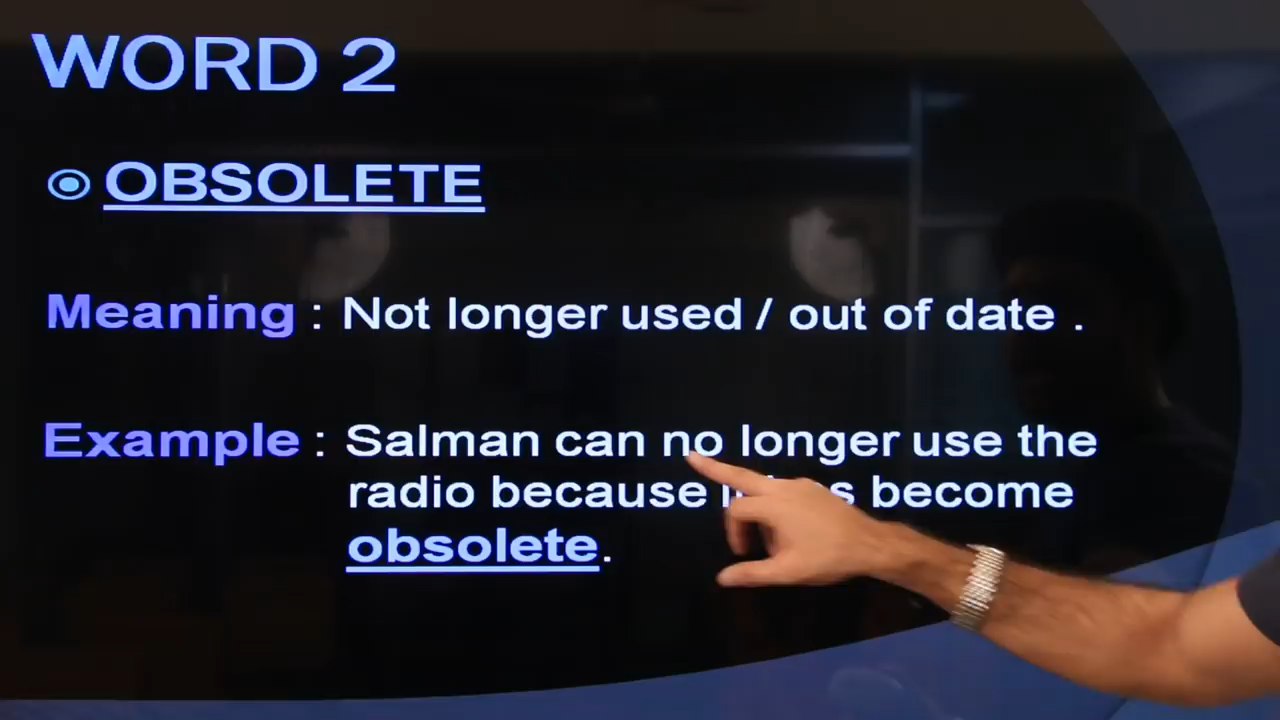 WORD 2
OBSOLETE
Meaning : Not longer used / out of date .
Example : Salman can no longer use the
radio because become
obsolete.